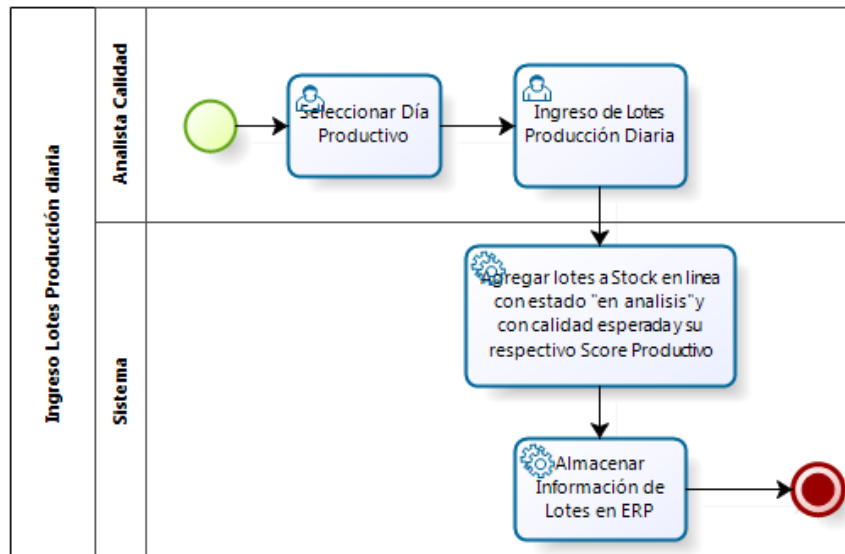 Ingreso Lotes Producción diaria
Analista Calidad
Seleccionar Día
Productivo
Ingreso de Lotes
Producción Diaria
Sistema
Agregar lotes a Stock en linea
con estado "en analisis" y
con calidad esperada y su
respectivo Score Productivo
Almacenar
Información de
Lotes en ERP